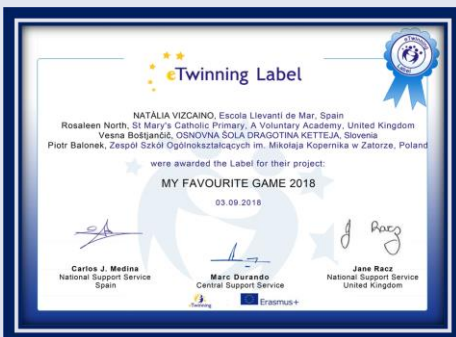 eTwinning Label
eTwinning
Label
NATÀLIA VIZCAINO, Escola Llevantí de Mar, Spain
Rosaleen North, St Mary's Catholic Primary, A Voluntary Academy, United Kingdom
Vesna Boštjančič, OSNOVNA ŠOLA DRAGOTINA KETTEJA, Slovenia
Piotr Balonek, Zespół Szkół Ogólnokształcących im. Mikołaja Kopernika w Zatorze, Poland
were awarded the Label for their project:
MY FAVOURITE GAME 2018
03.09.2018
J Racz
Carlos J. Medina
National Support Service
Spain
Marc Durando
Central Support Service
Jane Racz
National Support Service
United Kingdom
eTwinning
Erasmus+